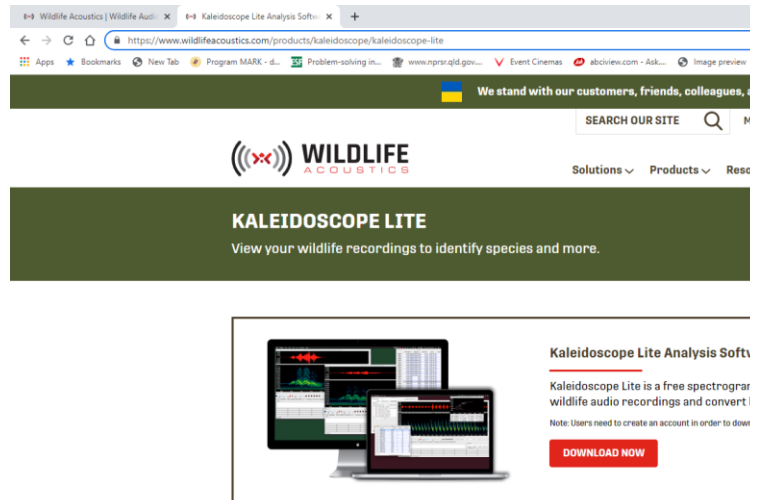 Wildlife Acoustics | Wildlife Audio
Kaleidoscope Lite Analysis Softw
https://www.wildlifeacoustics.com/products/kaleidoscope/kaleidoscope-lite
Apps Bookmarks New Tab Program MARK - d... Problem-solving in... www.nprsr.qld.gov.... Event Cinemas abciview.com - Ask... Image preview
We stand with our customers, friends, colleagues, a
SEARCH OUR SITE M
WILDLIFE
ACOUSTICS
Solutions Products Reso
KALEIDOSCOPE LITE
View your wildlife recordings to identify species and more.
Kaleidoscope Lite Analysis Softw
Kaleidoscope Lite is a free spectrogram
wildlife audio recordings and convert
Note: Users need to create an account in order to down
DOWNLOAD NOW